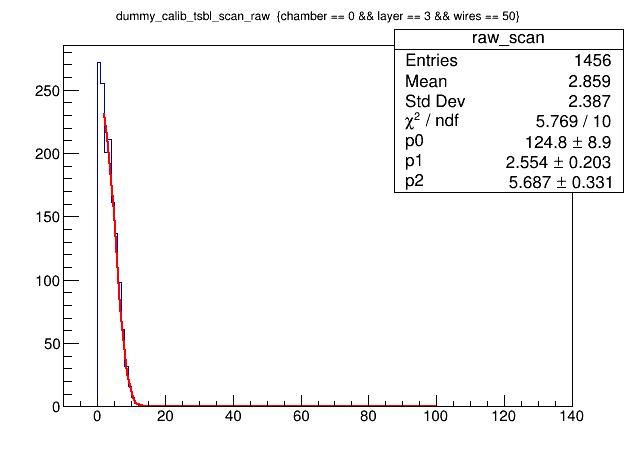 dummy_calib_tsbl_scan_raw {chamber == 0 && layer == 3 && wires == 50}
raw_scan
Entries 1456
Mean 2.859
Std Dev 2.387
χ² / ndf 5.769 / 10
p0 124.8 ± 8.9
p1 2.554 ± 0.203
p2 5.687 ± 0.331
250
200
150
100
50
0
0 20 40 60 80 100 120 140